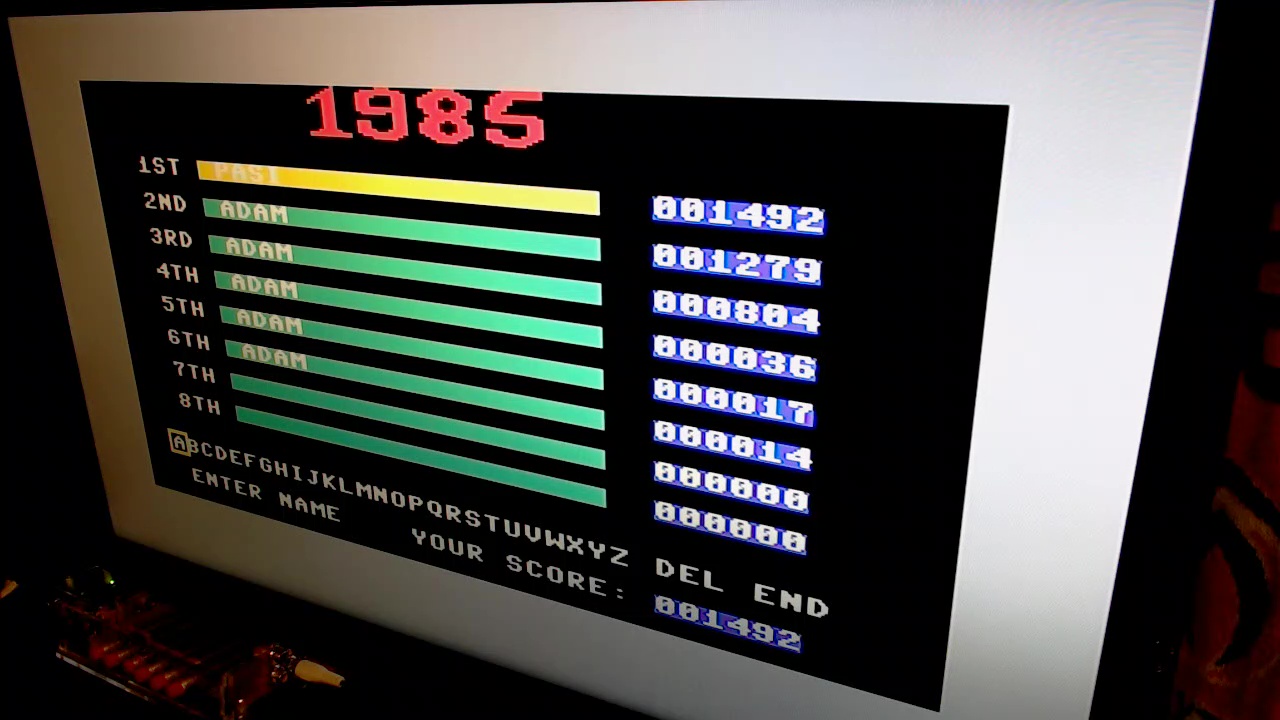 1985
1ST PASI 001492
2ND ADAM 001279
3RD ADAM 000804
4TH ADAM 000036
5TH ADAM 000017
6TH ADAM 000014
7TH 000000
8TH 000000
ABCDEFGHIJKLMNOPQRSTUVWXYZ DEL END
ENTER NAME YOUR SCORE: 001492